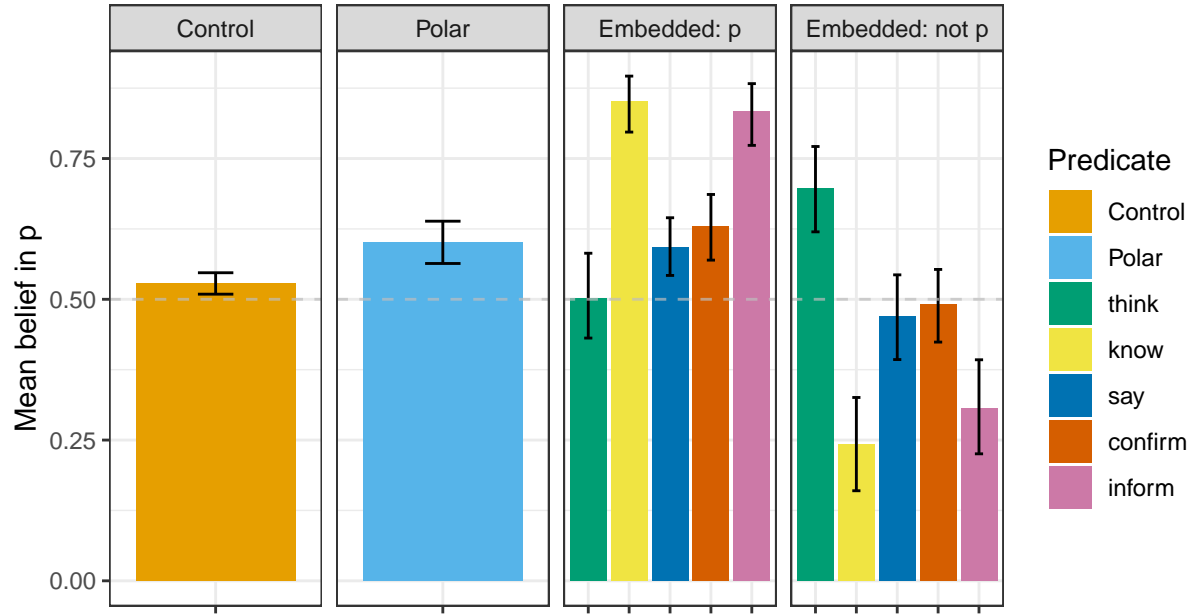 Control
Polar
Embedded: p
Embedded: not p
Mean belief in p
0.75
0.50
0.25
0.00
Predicate
Control
Polar
think
know
say
confirm
inform